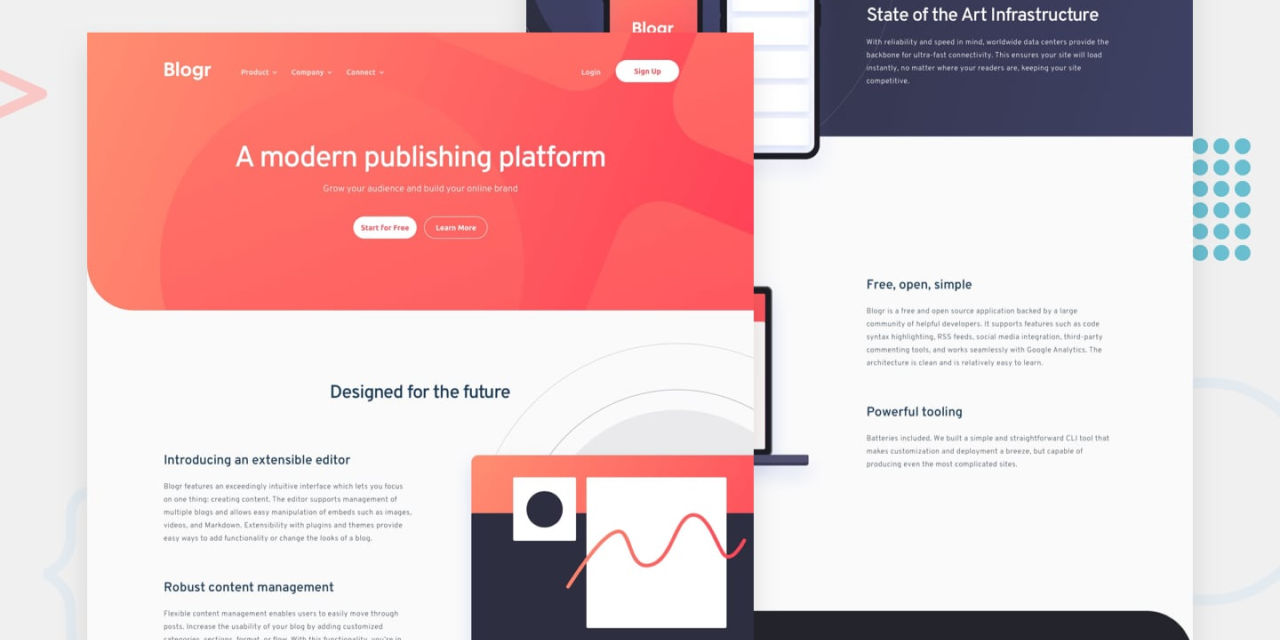 Blogr
Product
Company
Connect
Login
Sign Up
A modern publishing platform
Grow your audience and build your online brand
Start for Free
Learn More
Designed for the future
Introducing an extensible editor
Blogr features an exceedingly intuitive interface which lets you focus
on one thing: creating content. The editor supports management of
multiple blogs and allows easy manipulation of embeds such as images,
videos, and Markdown. Extensibility with plugins and themes provide
easy ways to add functionality or change the looks of a blog.
Robust content management
Flexible content management enables users to easily move through
posts. Increase the usability of your blog by adding customized
categories, sections, format, or flow. With this functionality, you're in
Blogr
State of the Art Infrastructure
With reliability and speed in mind, worldwide data centers provide the
backbone for ultra-fast connectivity. This ensures your site will load
instantly, no matter where your readers are, keeping your site
competitive.
Free, open, simple
Blogr is a free and open source application backed by a large
community of helpful developers. It supports features such as code
syntax highlighting, RSS feeds, social media integration, third-party
commenting tools, and works seamlessly with Google Analytics. The
architecture is clean and is relatively easy to learn.
Powerful tooling
Batteries included. We built a simple and straightforward CLI tool that
makes customization and deployment a breeze, but capable of
producing even the most complicated sites.